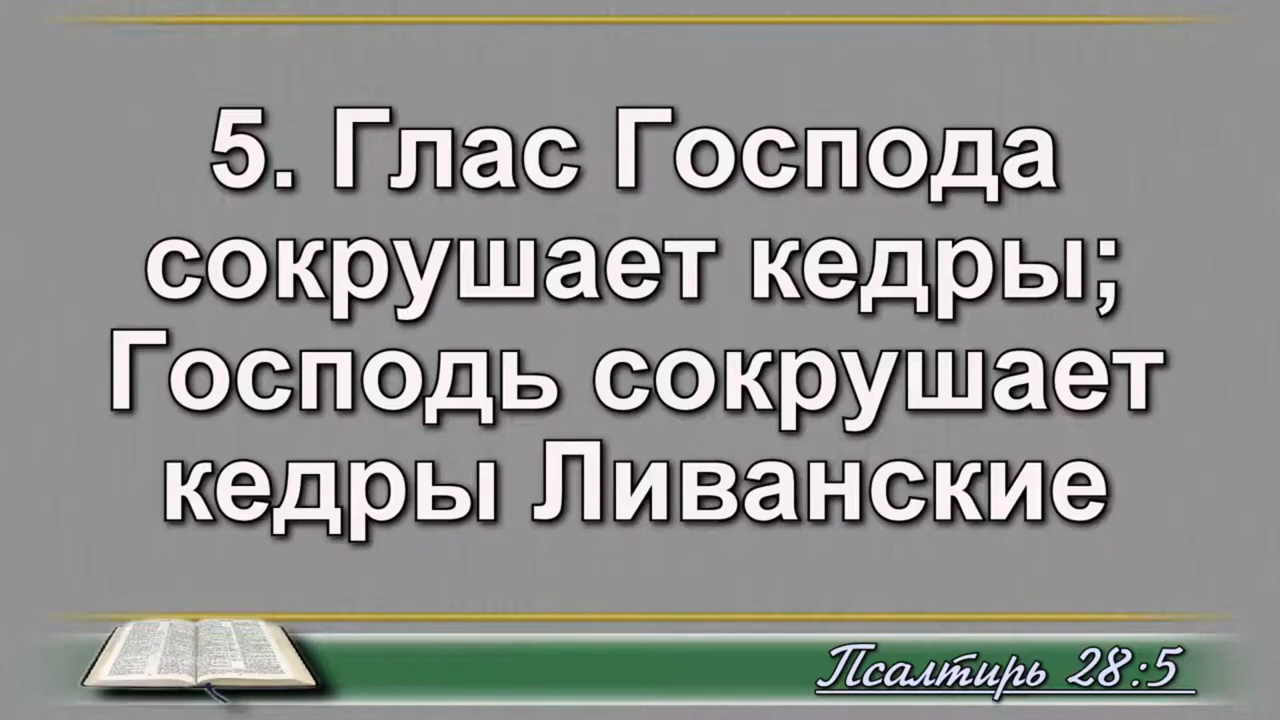 5. Глас Господа
сокрушает кедры;
Господь сокрушает
кедры Ливанские
Псалтирь 28:5